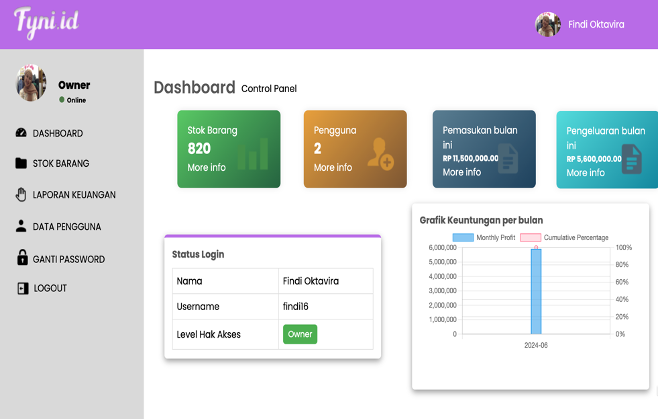 Fyni.id
Findi Oktavira
Owner
Online
DASHBOARD
STOK BARANG
LAPORAN KEUANGAN
DATA PENGGUNA
GANTI PASSWORD
LOGOUT
Dashboard Control Panel
Stok Barang
820
More info
Pengguna
2
More info
Pemasukan bulan
ini
RP 11,500,000.00
More info
Pengeluaran bulan
ini
RP 5,600,000.00
More info
Status Login
Nama Findi Oktavira
Username findi16
Level Hak Akses Owner
Grafik Keuntungan per bulan
Monthly Profit Cumulative Percentage
6,000,000 100%
5,000,000
80%
4,000,000
60%
3,000,000
40%
2,000,000
20%
1,000,000
0 0%
2024-06